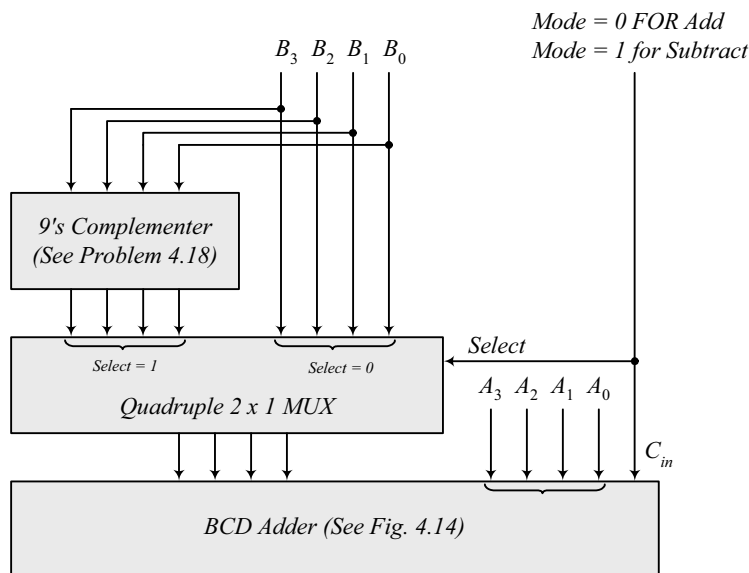 Mode = 0 FOR Add
Mode = 1 for Subtract
B3 B2 B1 B0
9's Complementer
(See Problem 4.18)
Select = 1
Select = 0
Select
Quadruple 2 x 1 MUX
A3 A2 A1 A0
Cin
BCD Adder (See Fig. 4.14)